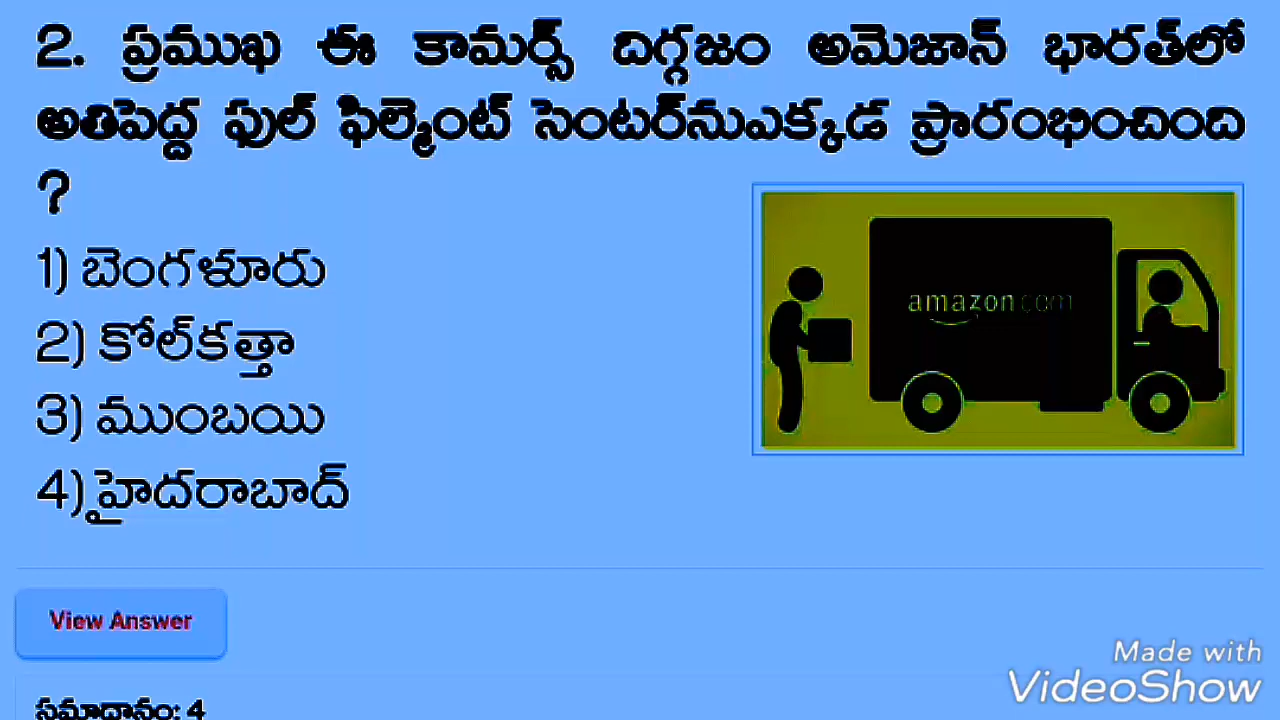 2. ప్రముఖ ఈ కామర్స్ దిగ్గజం అమెజాన్ భారత్‌లో
అతిపెద్ద ఫుల్ ఫిల్మెంట్ సెంటర్‌నుఎక్కడ ప్రారంభించింది
?
1) బెంగళూరు
2) కోల్‌కత్తా
3) ముంబయి
4) హైదరాబాద్
amazon.com
View Answer
సమాదానం: 4
Made with
VideoShow